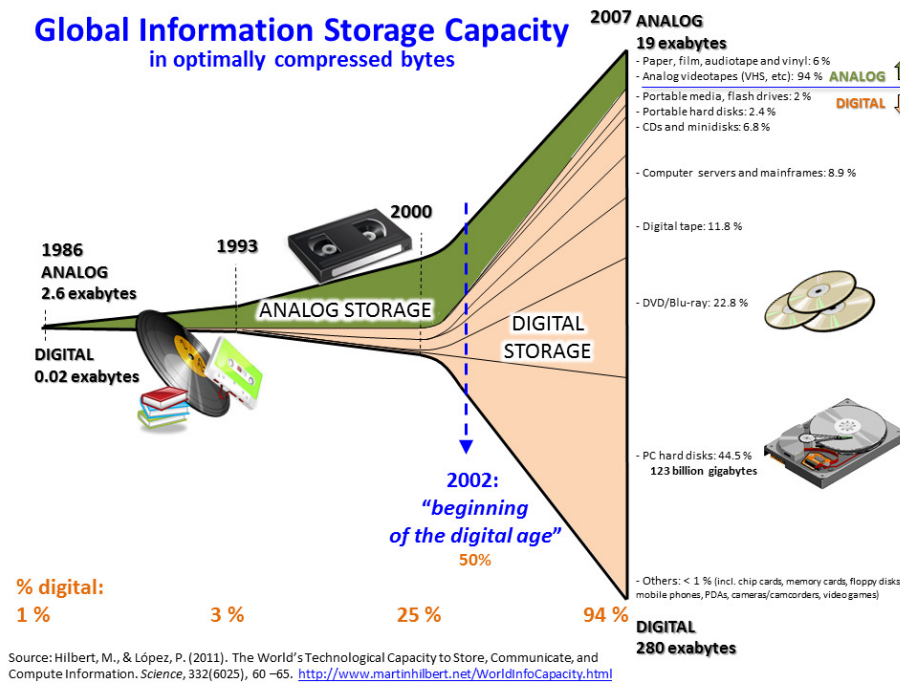 Global Information Storage Capacity
in optimally compressed bytes
2007 ANALOG
19 exabytes
- Paper, film, audiotape and vinyl: 6 %
- Analog videotapes (VHS, etc): 94 %
ANALOG
- Portable media, flash drives: 2 %
DIGITAL
- Portable hard disks: 2.4 %
- CDs and minidisks: 6.8 %
- Computer servers and mainframes: 8.9 %
- Digital tape: 11.8 %
- DVD/Blu-ray: 22.8 %
- PC hard disks: 44.5 %
123 billion gigabytes
- Others: < 1 % (incl. chip cards, memory cards, floppy disks,
mobile phones, PDAs, cameras/camcorders, video games)
DIGITAL
280 exabytes
1986
ANALOG
2.6 exabytes
DIGITAL
0.02 exabytes
1993
2000
ANALOG STORAGE
DIGITAL
STORAGE
2002:
“beginning
of the digital age”
50%
% digital:
1 %
3 %
25 %
94 %
Source: Hilbert, M., & López, P. (2011). The World’s Technological Capacity to Store, Communicate, and
Compute Information. Science, 332(6025), 60 –65. http://www.martinhilbert.net/WorldInfoCapacity.html